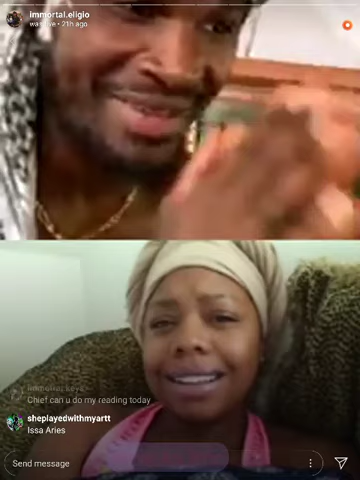 immortal.eligio
was live • 21h ago
Chief can u do my reading today
sheplayedwithmyartt
Issa Aries
Send message